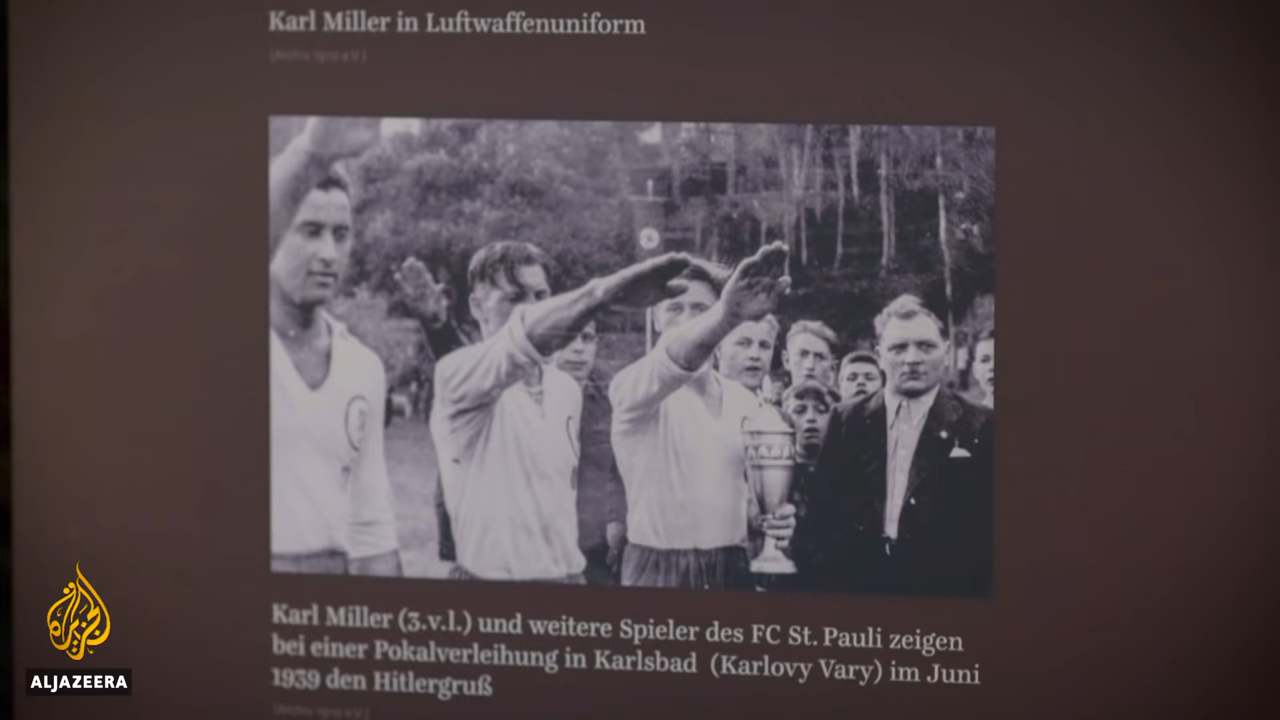 Karl Miller in Luftwaffenuniform
Karl Miller (3.v.l.) und weitere Spieler des FC St. Pauli zeigen
bei einer Pokalverleihung in Karlsbad (Karlovy Vary) im Juni
1939 den Hitlergruß
الجزيرة
ALJAZEERA